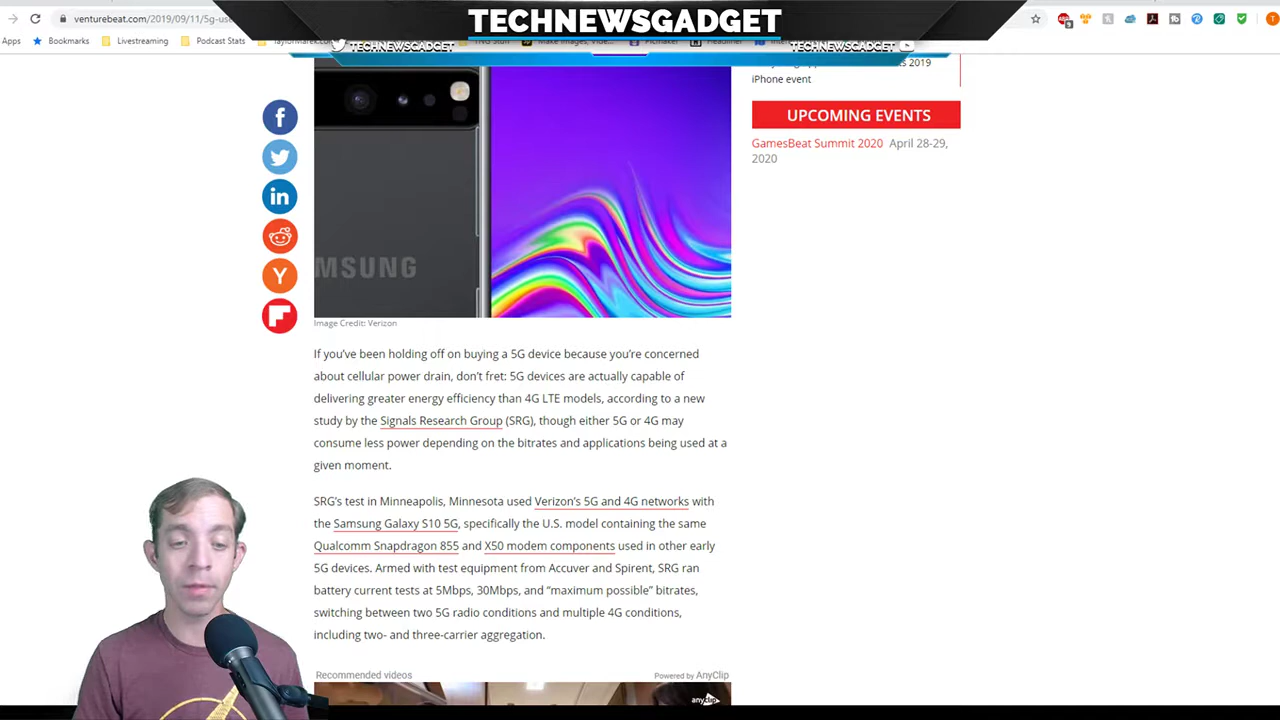 TECHNEWSGADGET
venturebeat.com/2019/09/11/5g-use
Apps Bookmarks Livestreaming Podcast Stats
TECHNEWSGADGET
TECHNEWSGADGET
s 2019
iPhone event
UPCOMING EVENTS
GamesBeat Summit 2020 April 28-29,
2020
MSUNG
Image Credit: Verizon
If you've been holding off on buying a 5G device because you're concerned
about cellular power drain, don't fret: 5G devices are actually capable of
delivering greater energy efficiency than 4G LTE models, according to a new
study by the Signals Research Group (SRG), though either 5G or 4G may
consume less power depending on the bitrates and applications being used at a
given moment.
SRG's test in Minneapolis, Minnesota used Verizon's 5G and 4G networks with
the Samsung Galaxy S10 5G, specifically the U.S. model containing the same
Qualcomm Snapdragon 855 and X50 modem components used in other early
5G devices. Armed with test equipment from Accuver and Spirent, SRG ran
battery current tests at 5Mbps, 30Mbps, and “maximum possible” bitrates,
switching between two 5G radio conditions and multiple 4G conditions,
including two- and three-carrier aggregation.
Recommended videos
Powered by AnyClip
anyclip